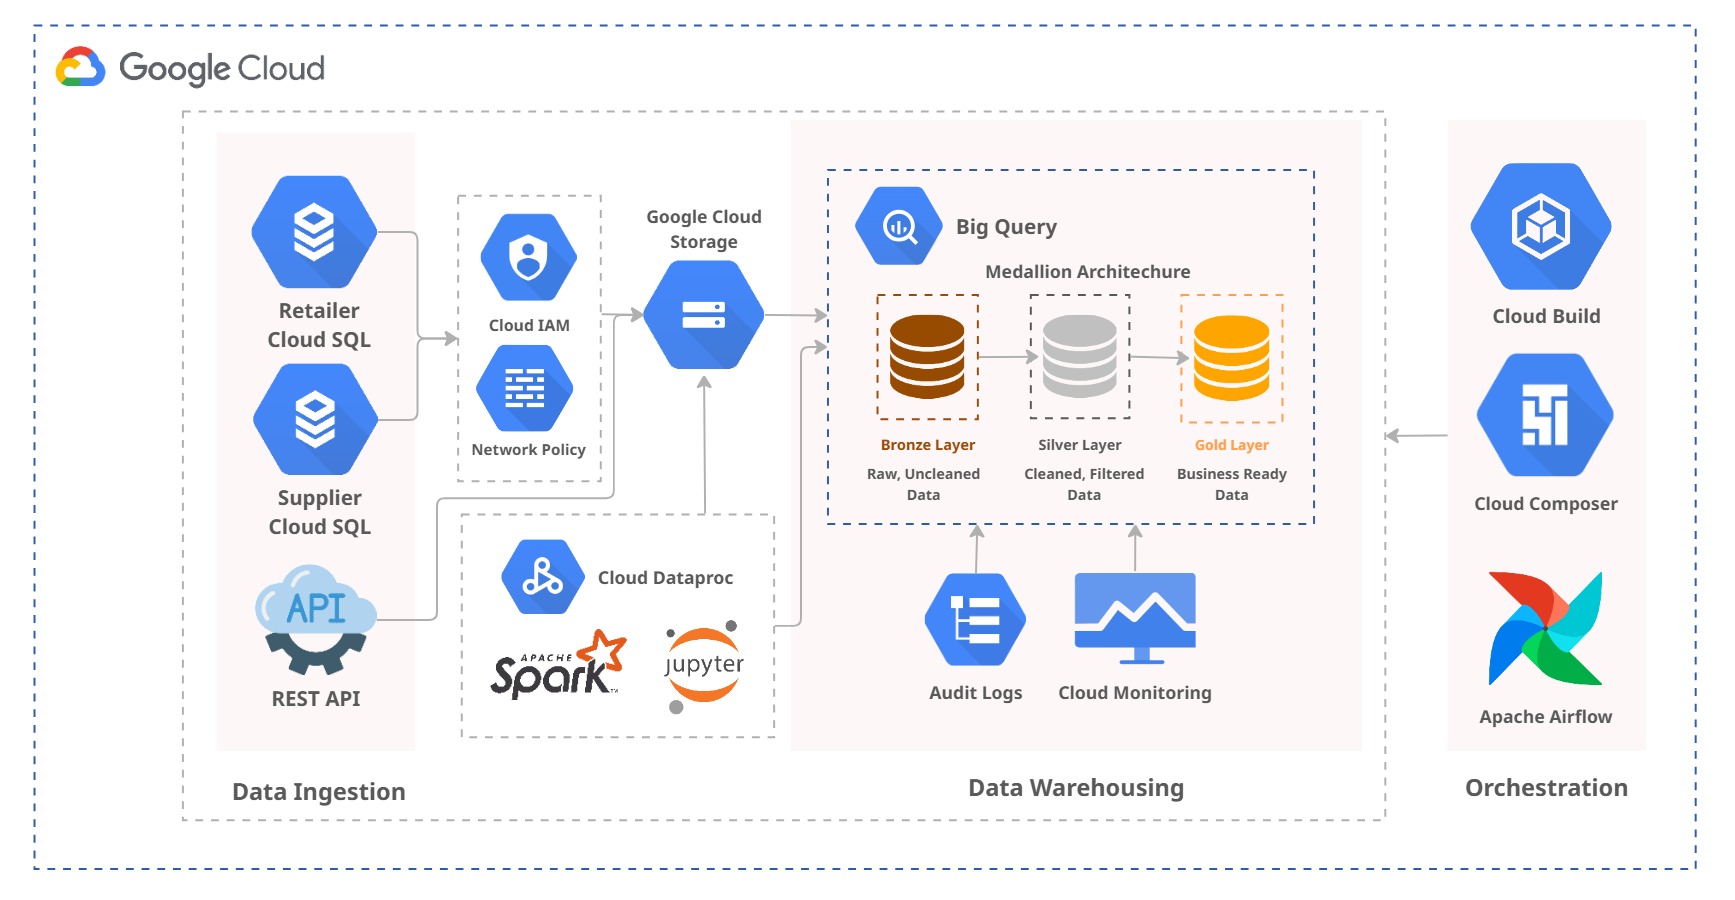 Google Cloud
Retailer
Cloud SQL
Supplier
Cloud SQL
API
REST API
Data Ingestion
Cloud IAM
Network Policy
Google Cloud
Storage
Cloud Dataproc
APACHE
Spark
TM
jupyter
Big Query
Medallion Architechure
Bronze Layer
Raw, Uncleaned
Data
Silver Layer
Cleaned, Filtered
Data
Gold Layer
Business Ready
Data
Audit Logs
Cloud Monitoring
Data Warehousing
Cloud Build
Cloud Composer
Apache Airflow
Orchestration